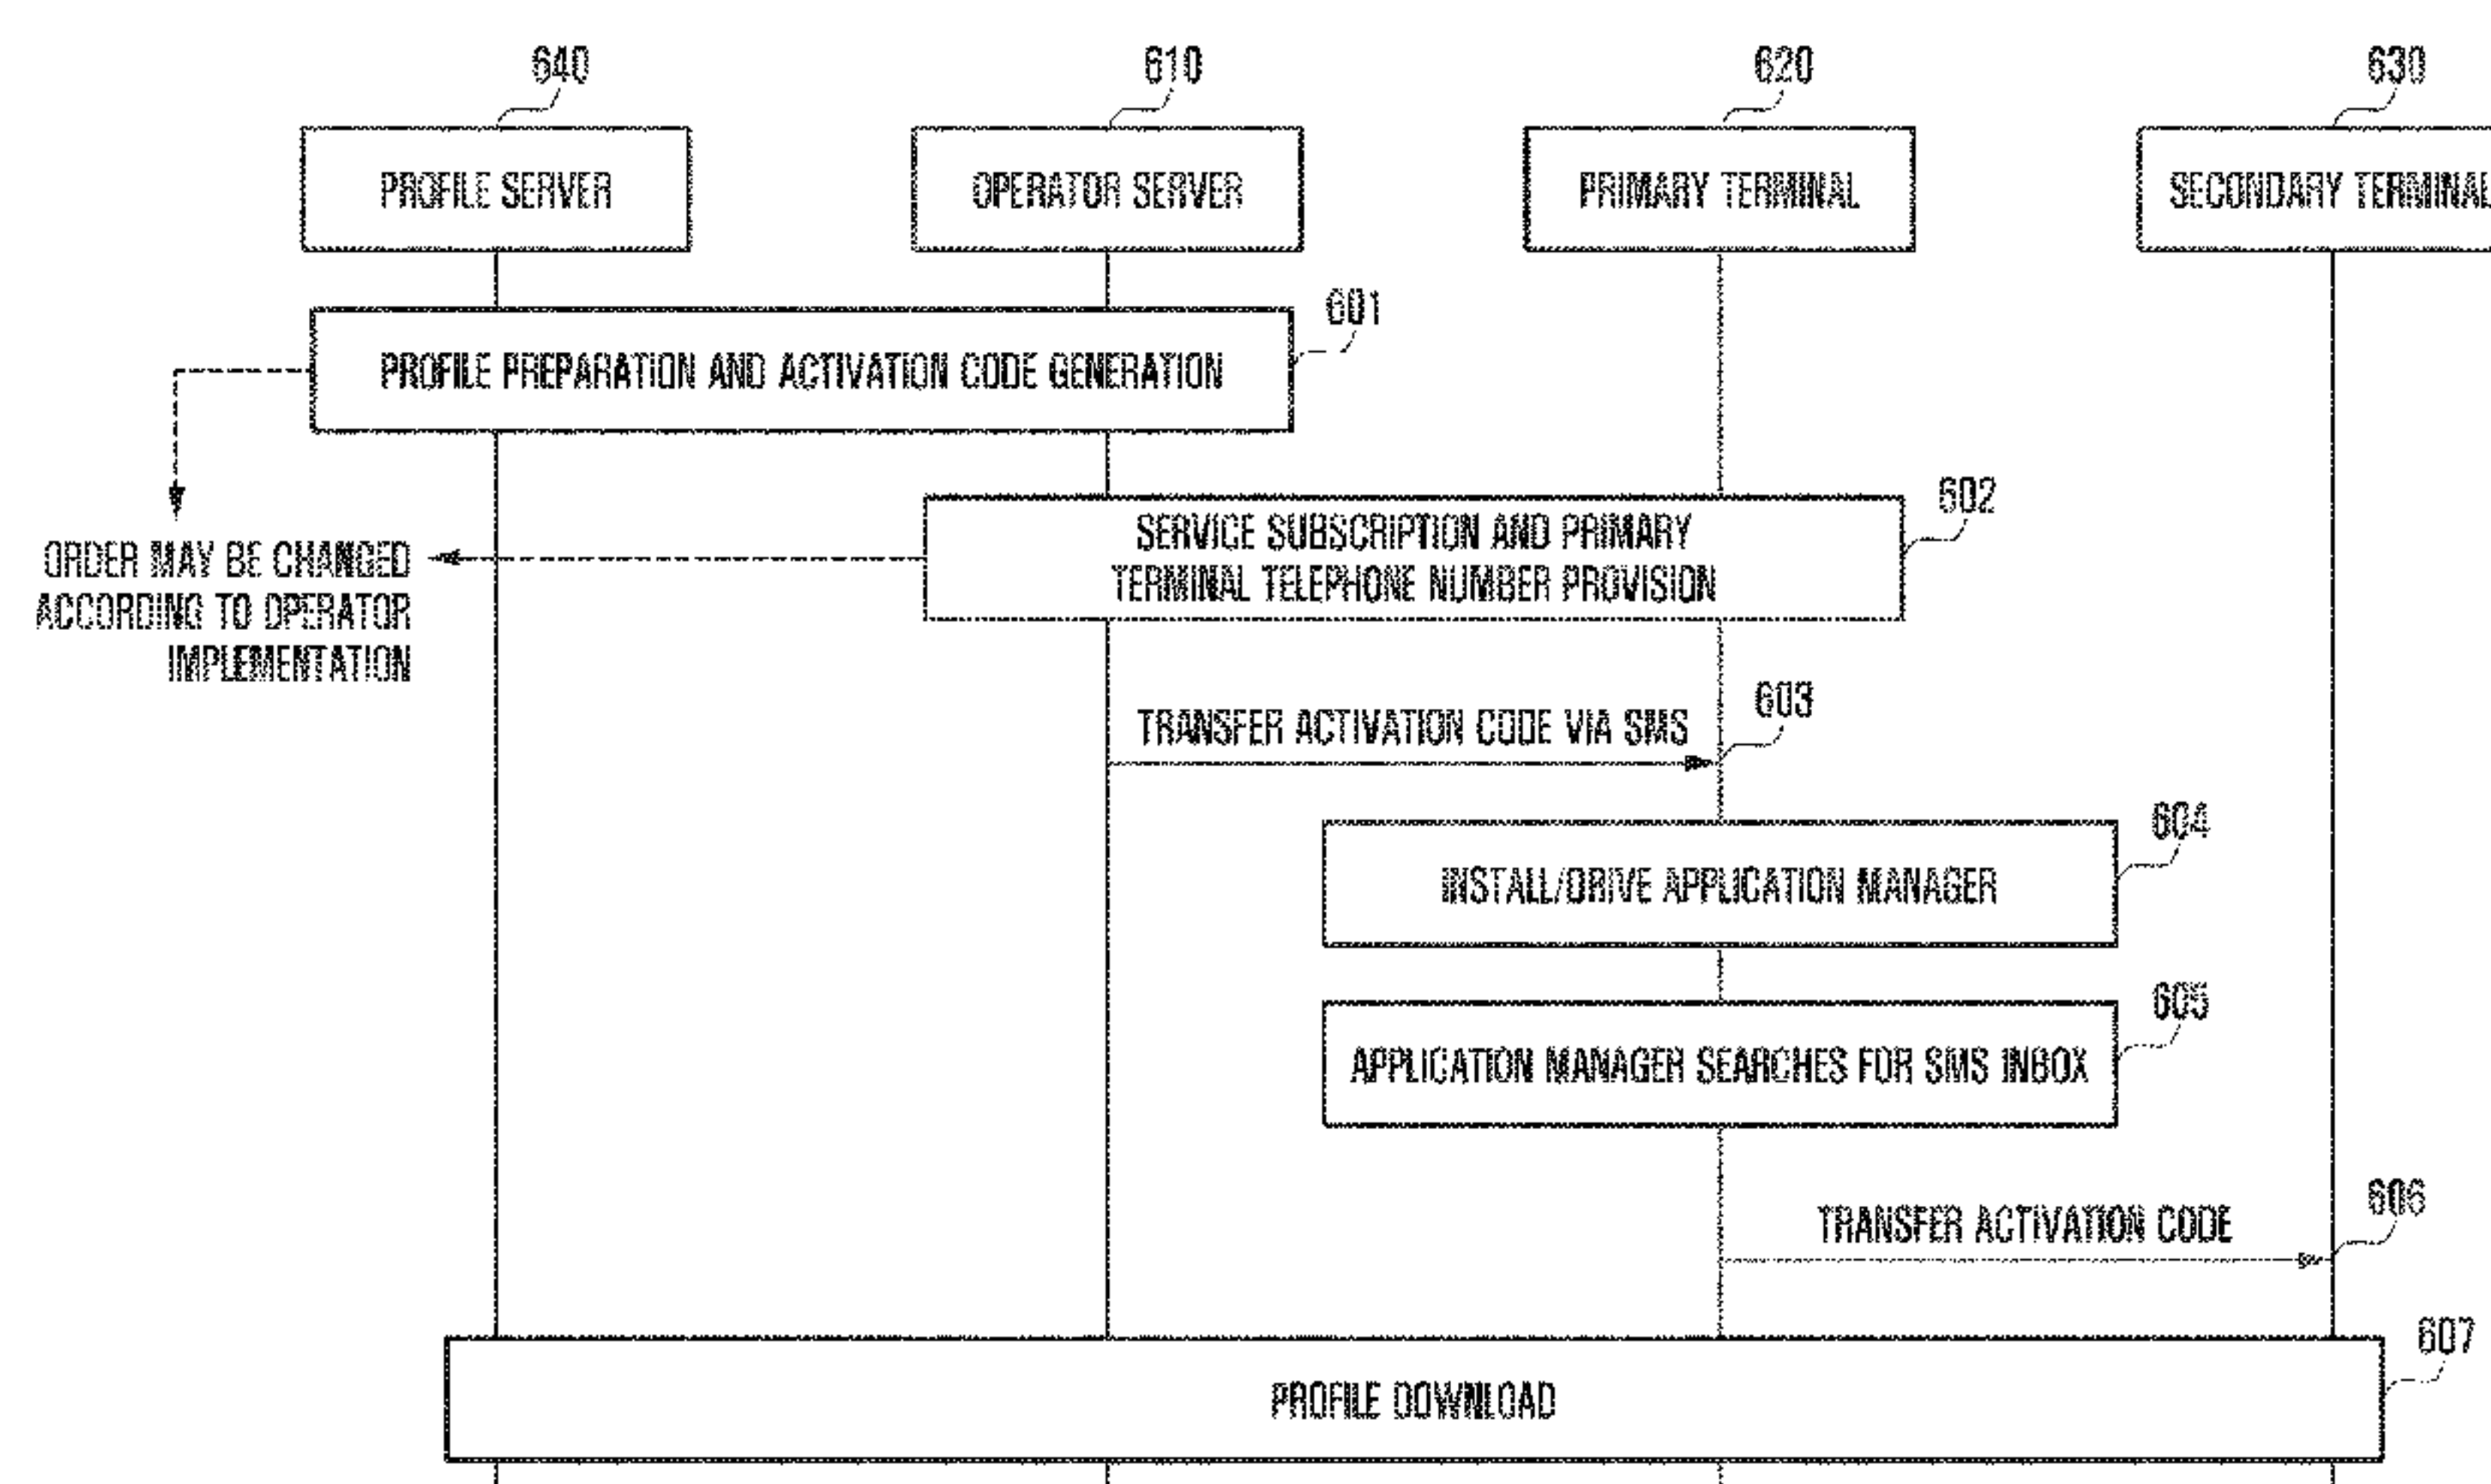 640
610
620
630
PROFILE SERVER
OPERATOR SERVER
PRIMARY TERMINAL
SECONDARY TERMINAL
601
PROFILE PREPARATION AND ACTIVATION CODE GENERATION
602
SERVICE SUBSCRIPTION AND PRIMARY
TERMINAL TELEPHONE NUMBER PROVISION
ORDER MAY BE CHANGED
ACCORDING TO OPERATOR
IMPLEMENTATION
603
TRANSFER ACTIVATION CODE VIA SMS
604
INSTALL/DRIVE APPLICATION MANAGER
605
APPLICATION MANAGER SEARCHES FOR SMS INBOX
606
TRANSFER ACTIVATION CODE
607
PROFILE DOWNLOAD